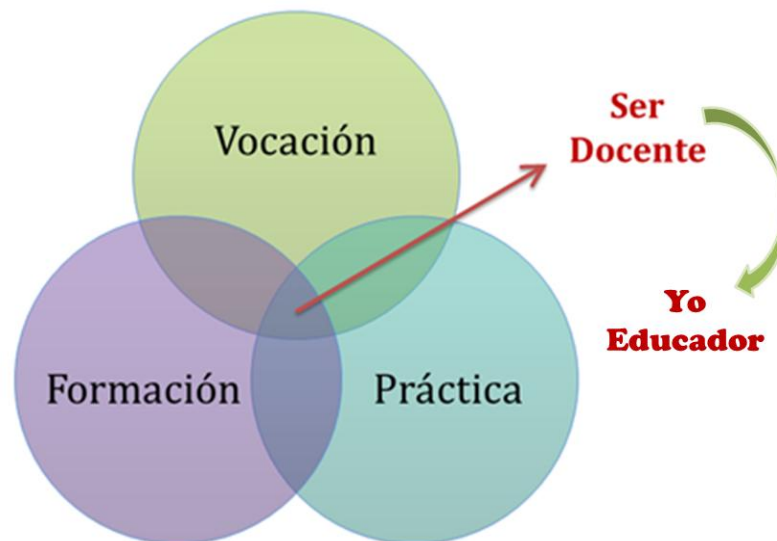 Vocación
Ser
Docente
Yo
Educador
Formación
Práctica